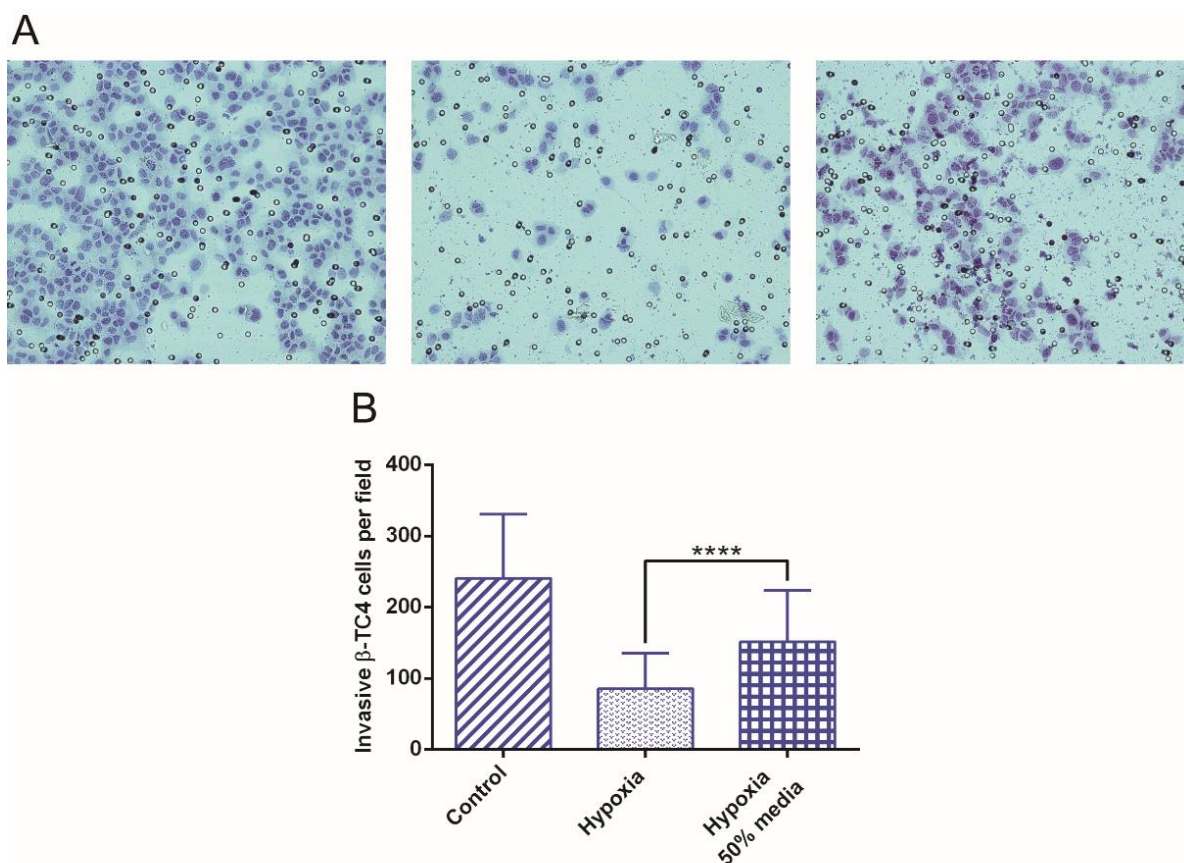 A
B
Invasive β-TC4 cells per field
400
300
200
100
0
****
Control
Hypoxia
Hypoxia
50% media